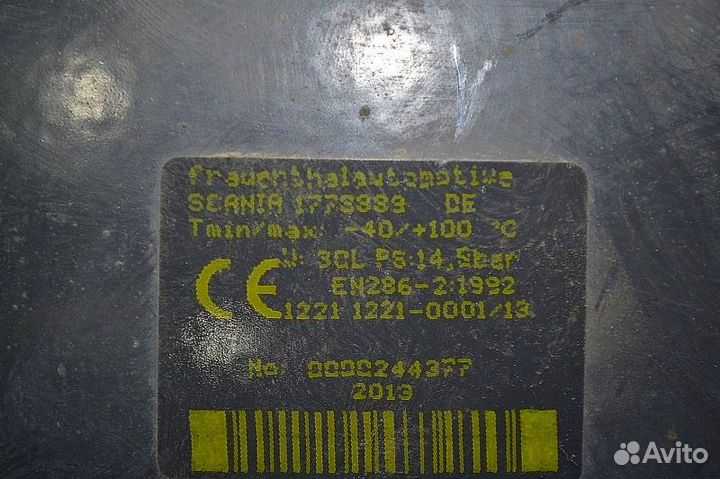 frauenthalautomotive
SCANIA 1779999 DE
Tmin/max: -40/+100 °C
V: 30L PS:14,5bar
EN286-2:1992
CE
1221 1221-0001/13
No: 0000244377
2013
Avito